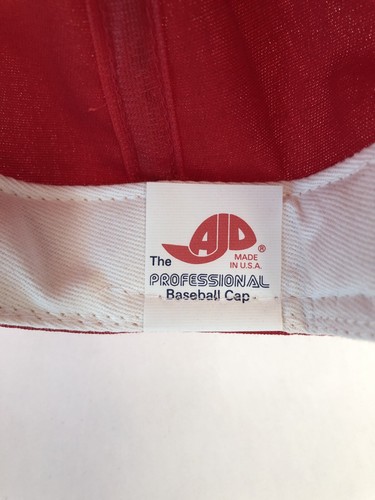 AJD®
The MADE
IN U.S.A.
PROFESSIONAL
Baseball Cap